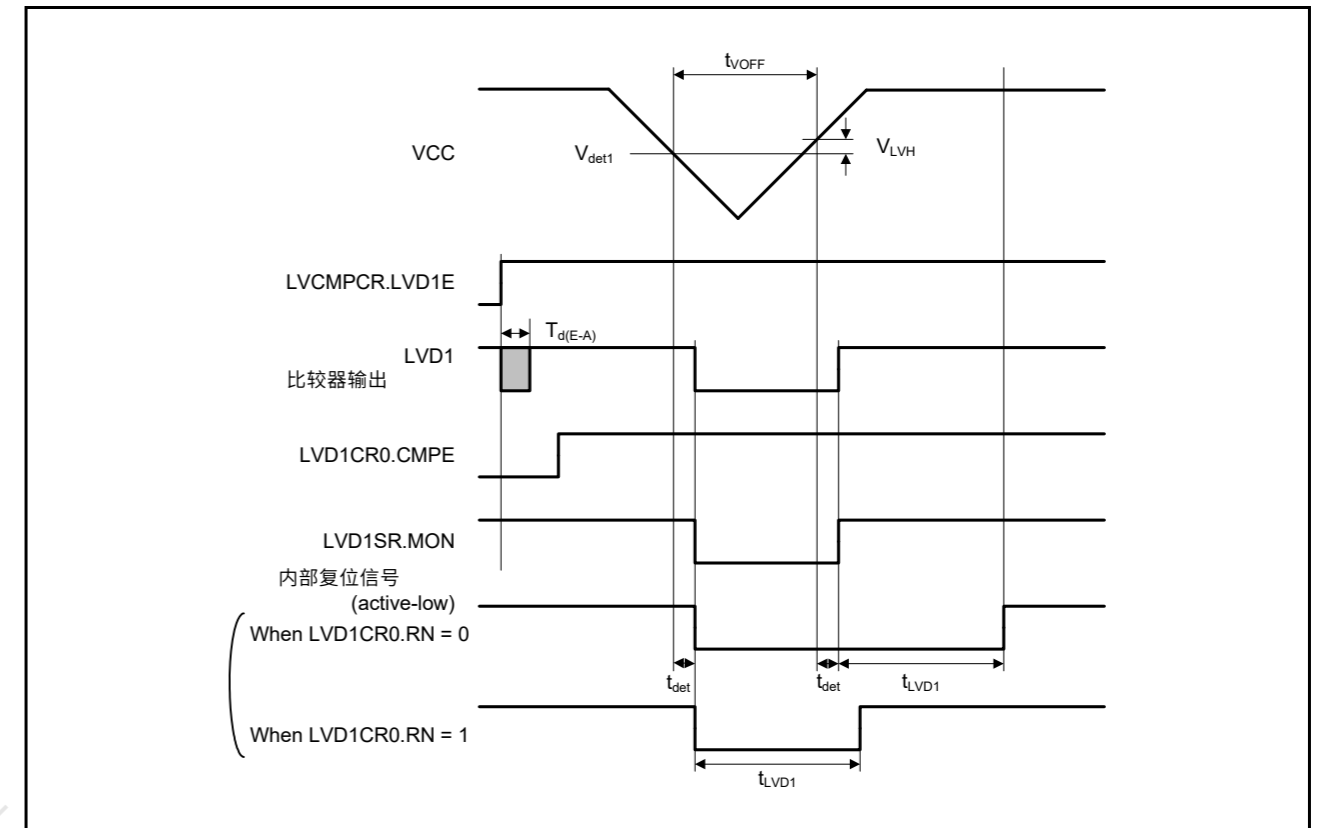 tVOFF
VCC
Vdet1
VLVH
LVCMPCR.LVD1E
Td(E-A)
LVD1
比较器输出
LVD1CR0.CMPE
LVD1SR.MON
内部复位信号
(active-low)
When LVD1CR0.RN = 0
tdet
tdet
tLVD1
When LVD1CR0.RN = 1
tLVD1